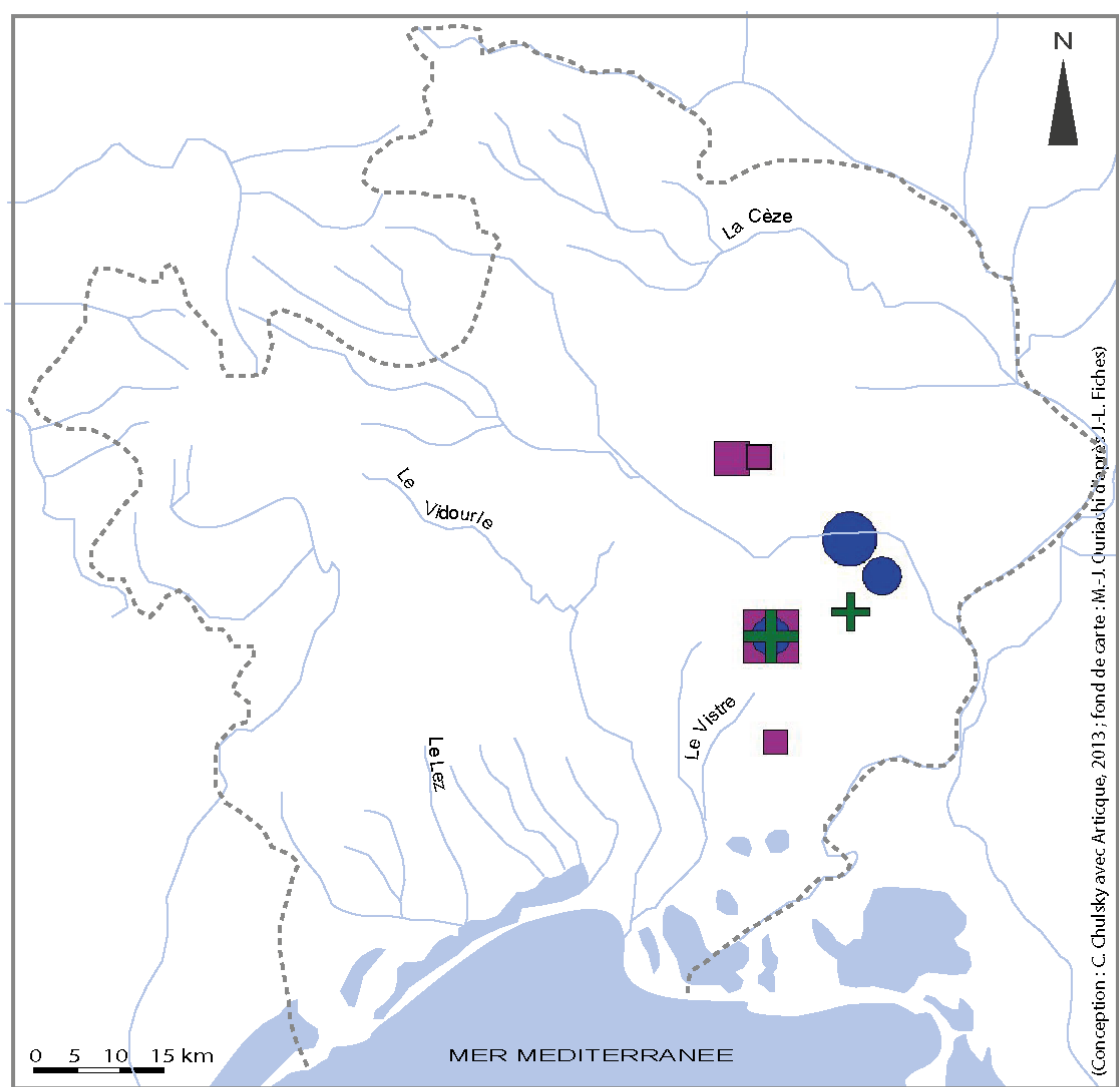 N
La Cèze
Le Vidourle
Le Vistre
Le Lez
0 5 10 15 km
MER MEDITERRANEE
(Conception : C. Chulsky avec Articque, 2013 ; fond de carte : M.-J. Ouriachi d'après J.-L. Fiches)